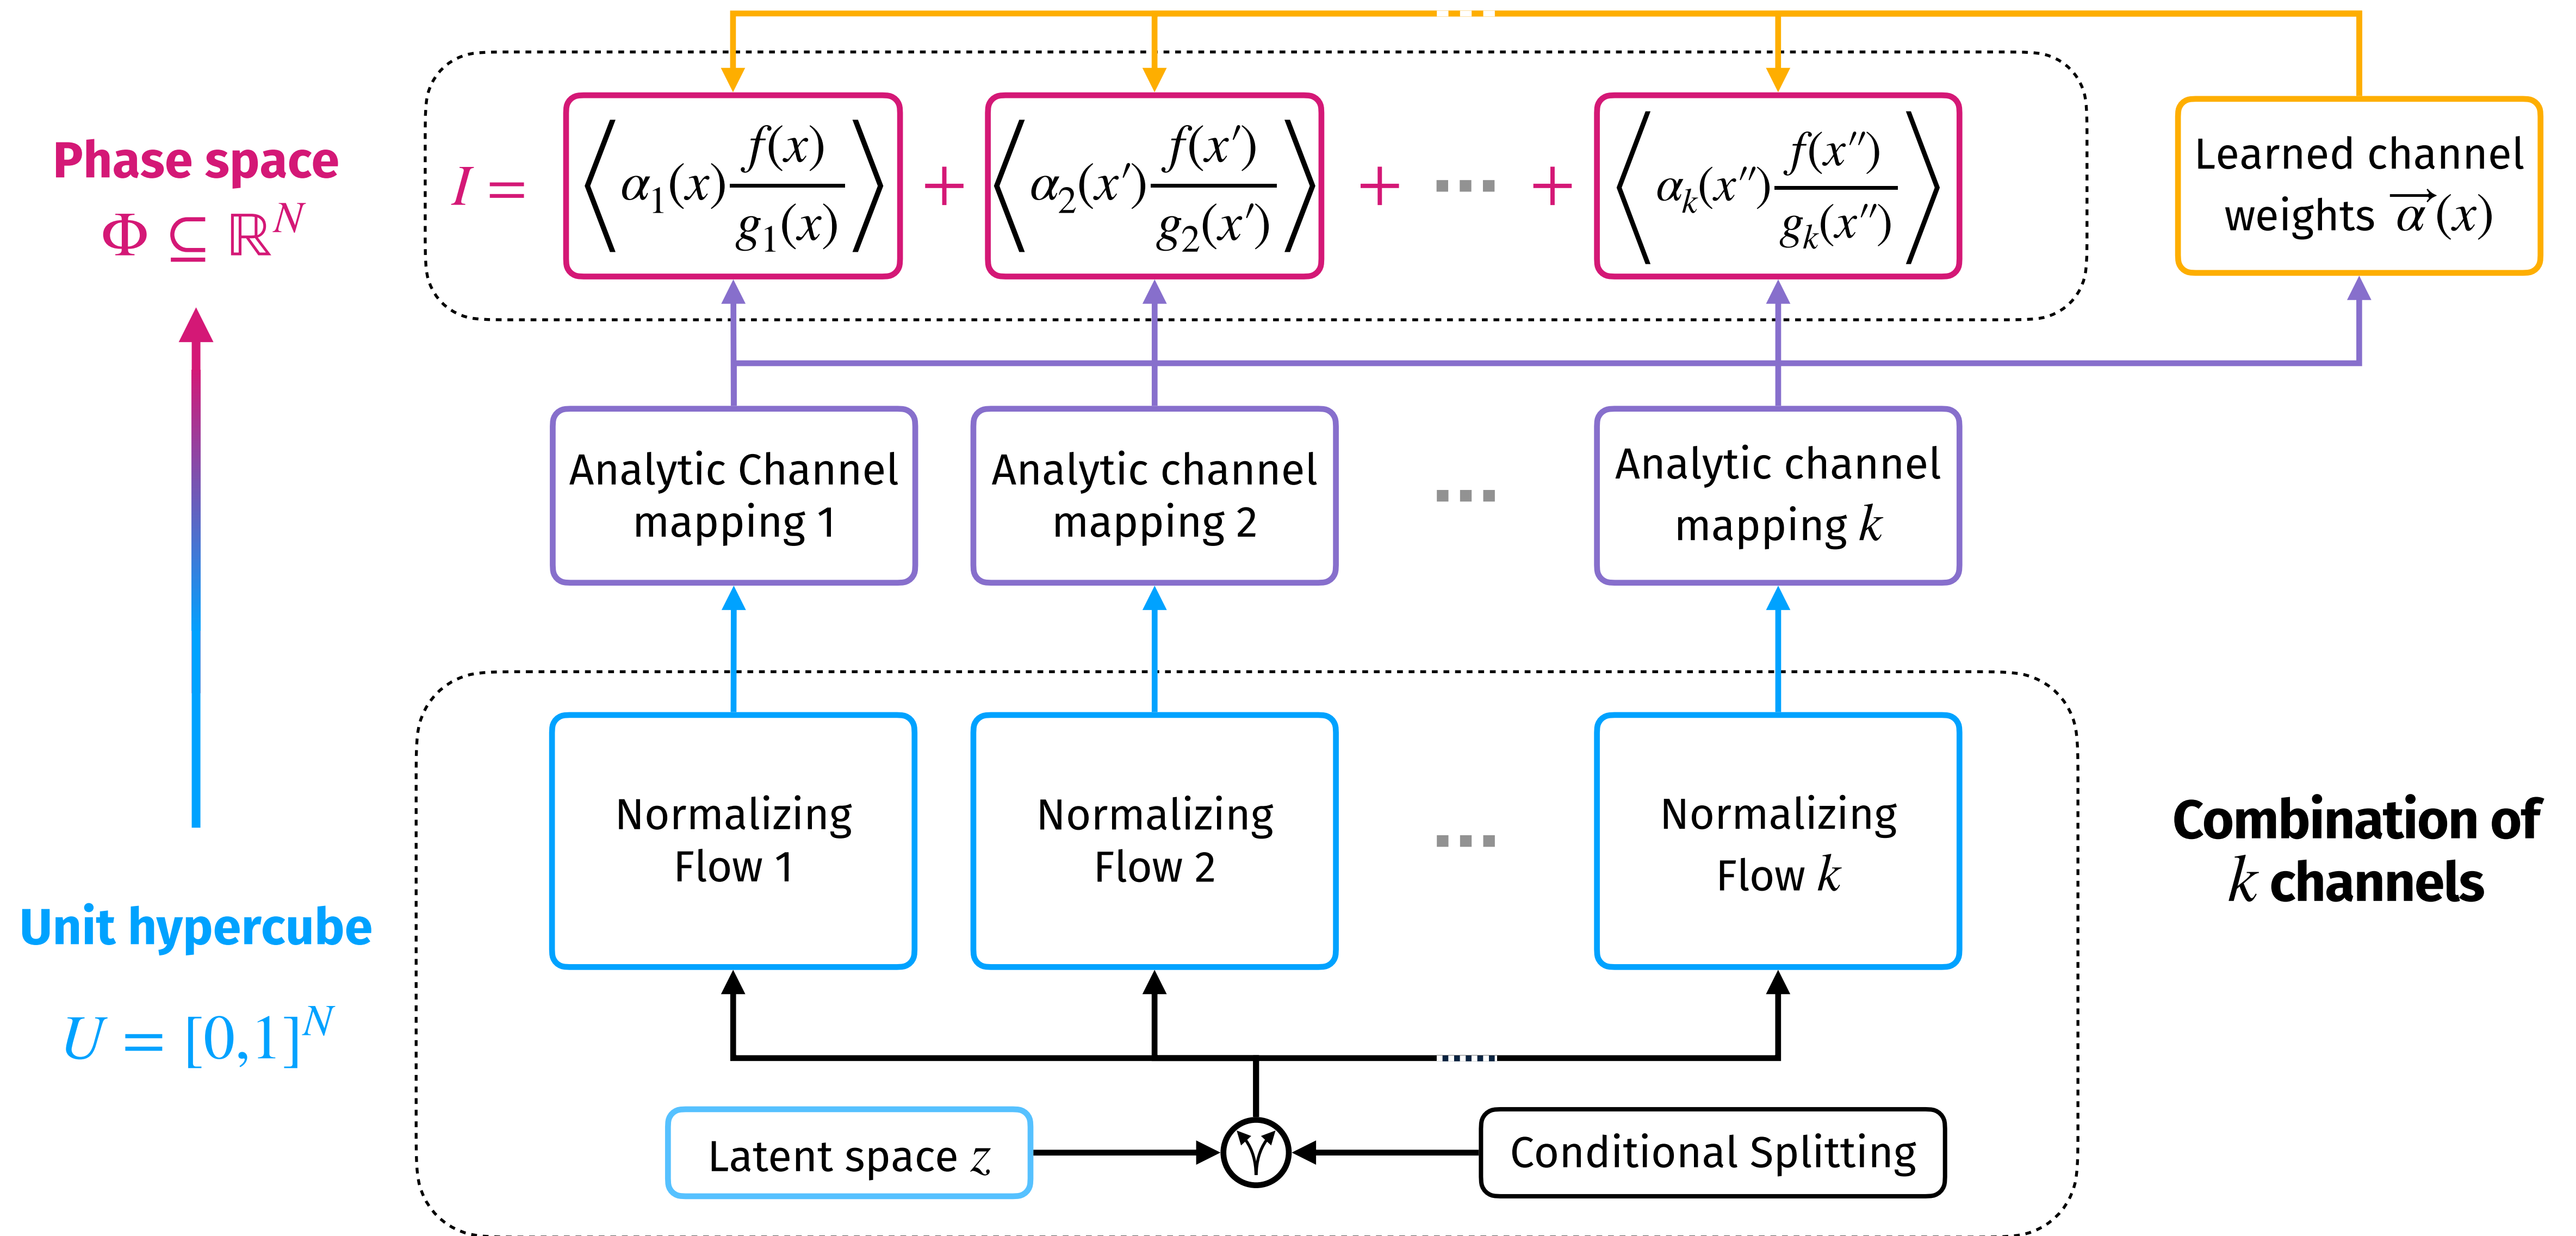 Phase space
Φ ⊆ ℝ^N
I = ⟨α₁(x) f(x)/g₁(x)⟩ + ⟨α₂(x′) f(x′)/g₂(x′)⟩ + ... + ⟨αₖ(x″) f(x″)/gₖ(x″)⟩
Learned channel
weights α⃗(x)
Analytic Channel
mapping 1
Analytic channel
mapping 2
...
Analytic channel
mapping k
Normalizing
Flow 1
Normalizing
Flow 2
...
Normalizing
Flow k
Combination of
k channels
Unit hypercube
U = [0,1]^N
Latent space z
Conditional Splitting